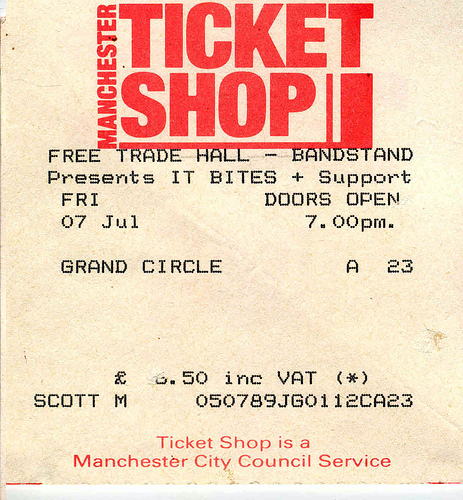 MANCHESTER
TICKET
SHOP
FREE TRADE HALL - BANDSTAND
Presents IT BITES + Support
FRI DOORS OPEN
07 Jul 7.00pm.
GRAND CIRCLE A 23
£ .50 inc VAT (*)
SCOTT M 050789JG0112CA23
Ticket Shop is a
Manchester City Council Service